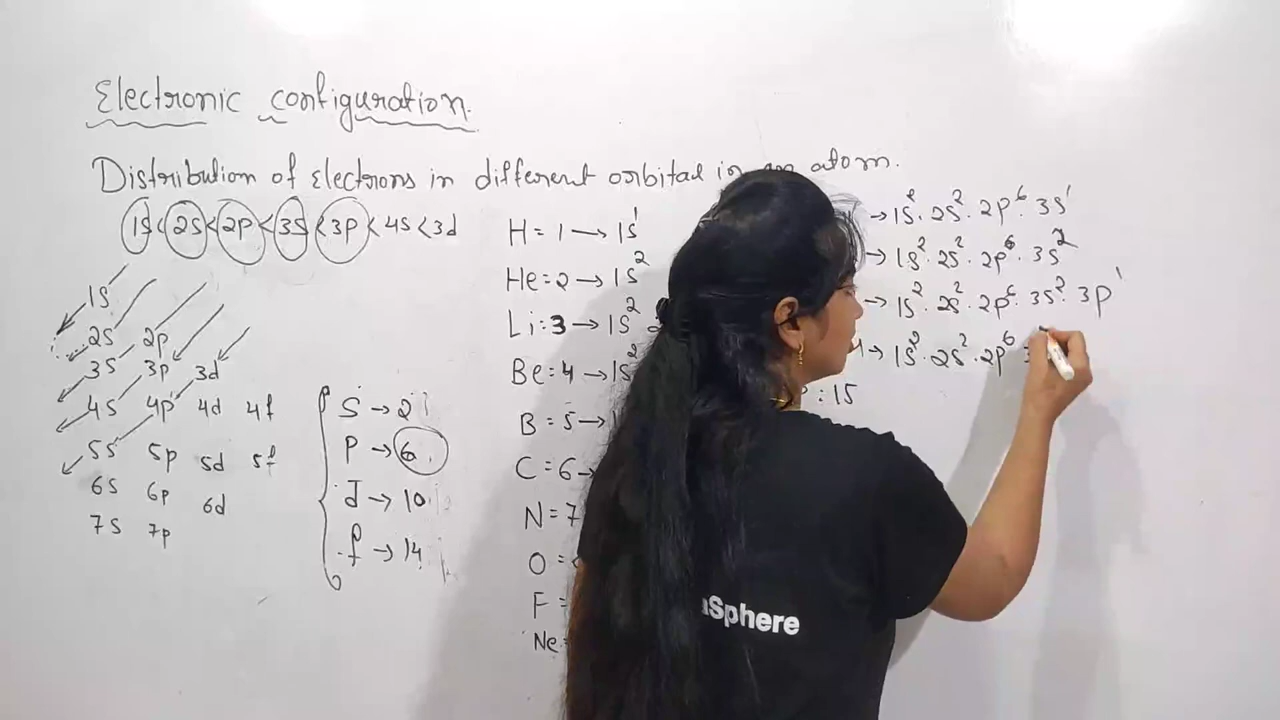 Electronic configuration.
Distribution of Electrons in different orbital in an atom.
1s < 2s < 2p < 3s < 3p < 4s < 3d
1s
2s 2p
3s 3p 3d
4s 4p 4d 4f
5s 5p 5d 5f
6s 6p 6d
7s 7p
S → 2
P → 6
d → 10
f → 14
H = 1 → 1s¹
He = 2 → 1s²
Li : 3 → 1s² 2
Be = 4 → 1s²
B = 5 →
C = 6 →
N = 7
O =
F =
Ne =
→ 1s² · 2s² · 2p⁶ · 3s¹
→ 1s² · 2s² · 2p⁶ · 3s²
→ 1s² · 2s² · 2p⁶ · 3s² · 3p¹
4 → 1s² · 2s² · 2p⁶
: 15
Sphere